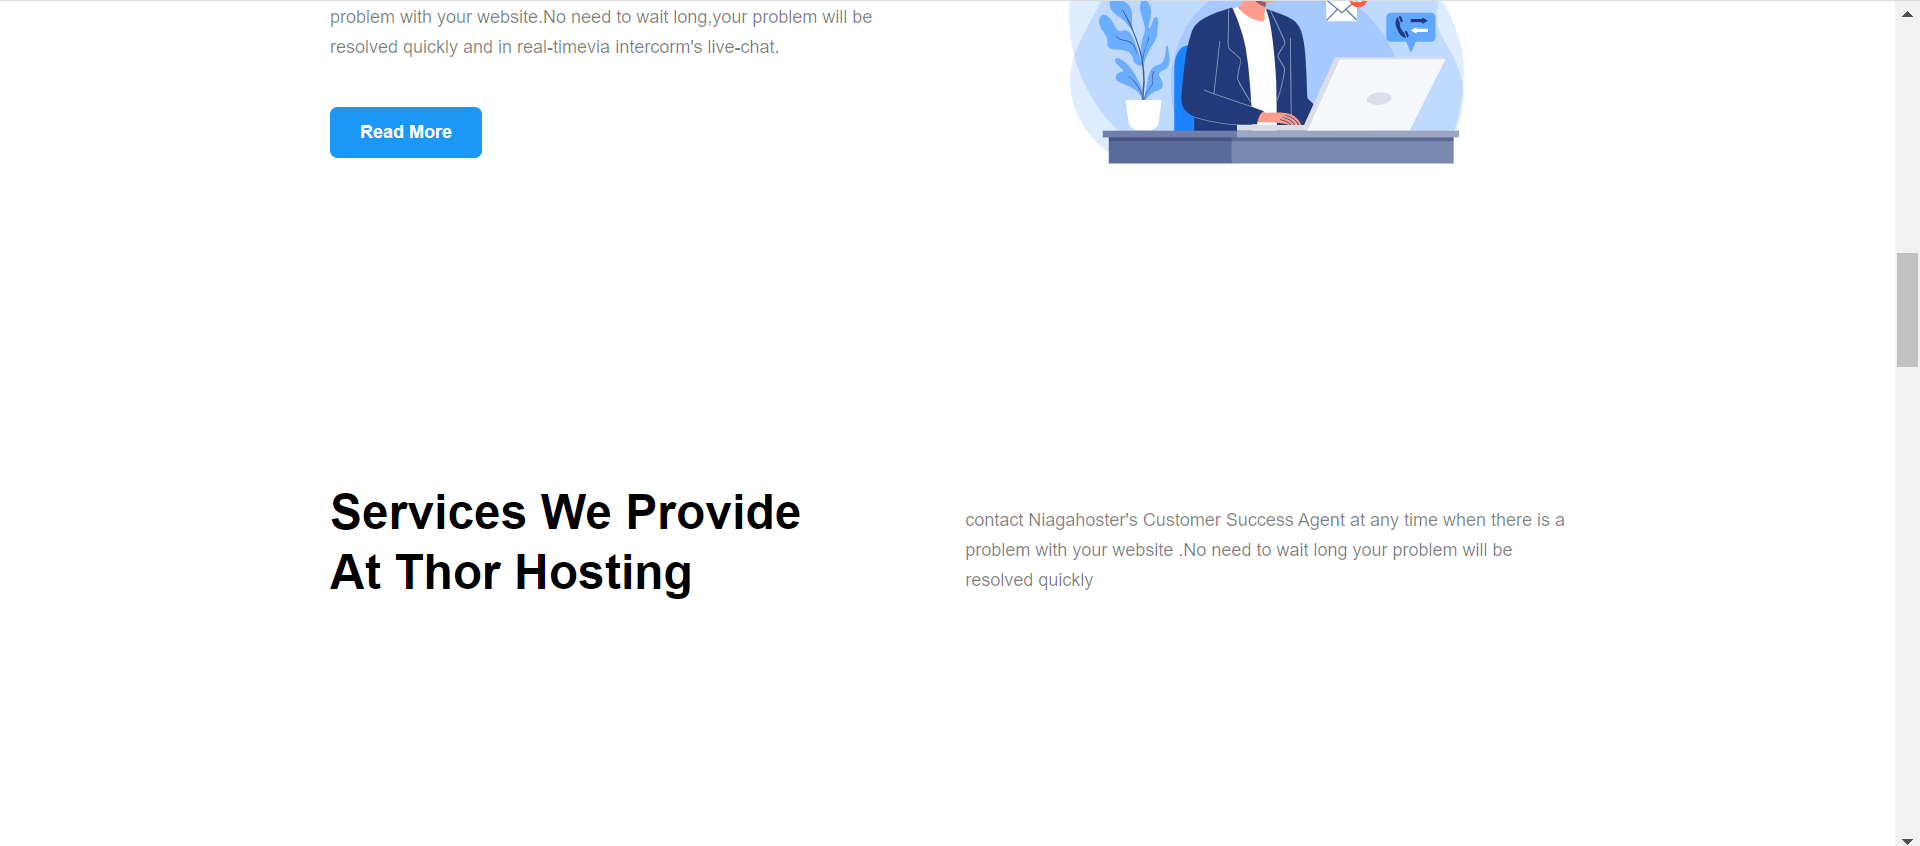 problem with your website.No need to wait long,your problem will be
resolved quickly and in real-timevia intercorm's live-chat.
Read More
Services We Provide
At Thor Hosting
contact Niagahoster's Customer Success Agent at any time when there is a
problem with your website .No need to wait long your problem will be
resolved quickly